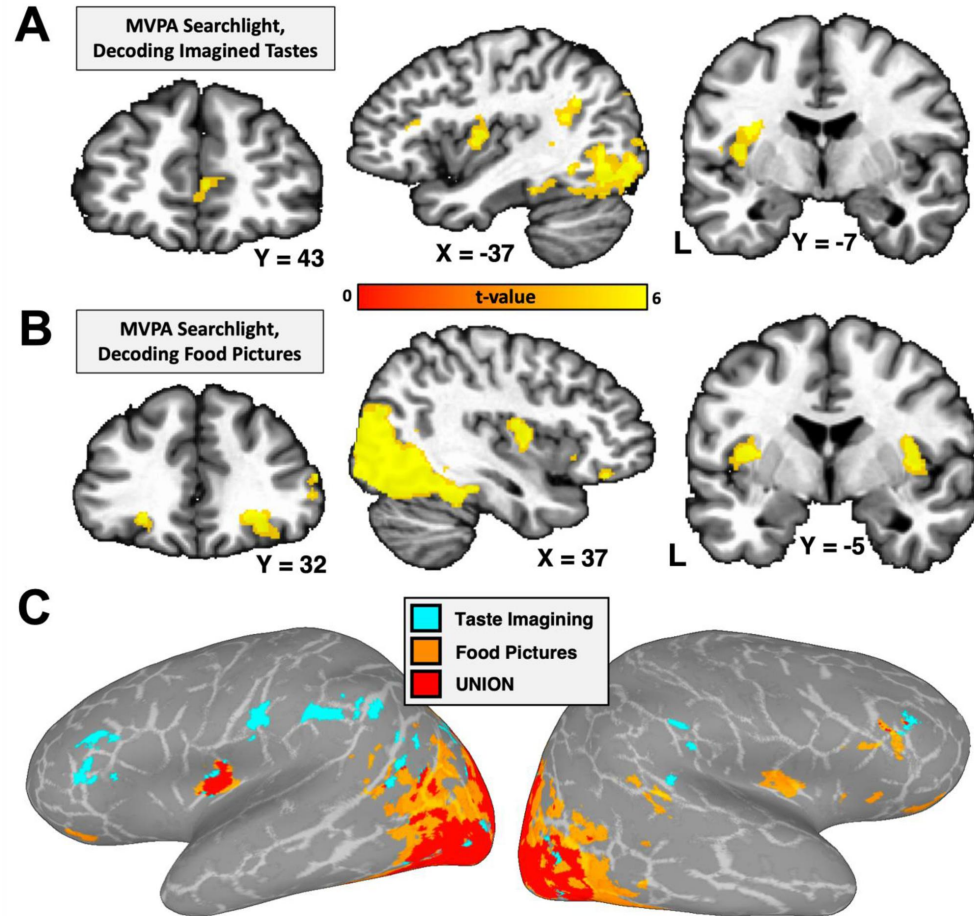 A
MVPA Searchlight,
Decoding Imagined Tastes
Y = 43
X = -37
L
Y = -7
0
t-value
6
B
MVPA Searchlight,
Decoding Food Pictures
Y = 32
X = 37
L
Y = -5
C
Taste Imagining
Food Pictures
UNION